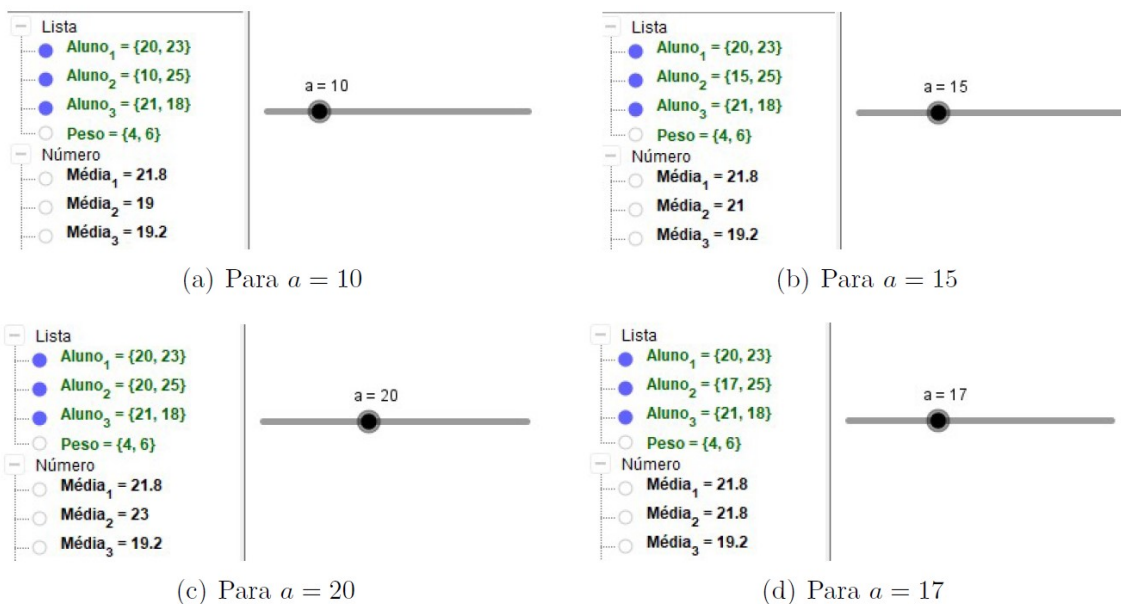 Lista
Aluno₁ = {20, 23}
Aluno₂ = {10, 25}
Aluno₃ = {21, 18}
Peso = {4, 6}
Número
Média₁ = 21.8
Média₂ = 19
Média₃ = 19.2
a = 10
(a) Para a = 10
Lista
Aluno₁ = {20, 23}
Aluno₂ = {15, 25}
Aluno₃ = {21, 18}
Peso = {4, 6}
Número
Média₁ = 21.8
Média₂ = 21
Média₃ = 19.2
a = 15
(b) Para a = 15
Lista
Aluno₁ = {20, 23}
Aluno₂ = {20, 25}
Aluno₃ = {21, 18}
Peso = {4, 6}
Número
Média₁ = 21.8
Média₂ = 23
Média₃ = 19.2
a = 20
(c) Para a = 20
Lista
Aluno₁ = {20, 23}
Aluno₂ = {17, 25}
Aluno₃ = {21, 18}
Peso = {4, 6}
Número
Média₁ = 21.8
Média₂ = 21.8
Média₃ = 19.2
a = 17
(d) Para a = 17